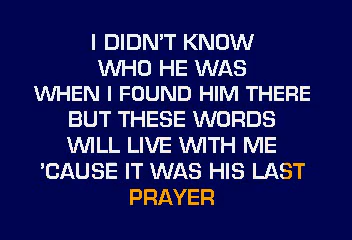 I DIDN'T KNOW
WHO HE WAS
WHEN I FOUND HIM THERE
BUT THESE WORDS
WILL LIVE WITH ME
'CAUSE IT WAS HIS LAST
PRAYER